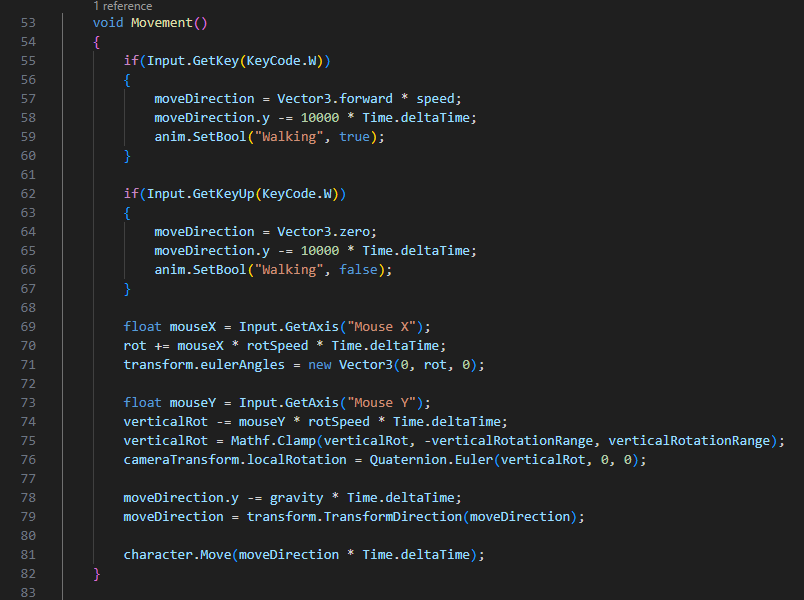 1 reference
53 void Movement()
54 {
55 if(Input.GetKey(KeyCode.W))
56 {
57 moveDirection = Vector3.forward * speed;
58 moveDirection.y -= 10000 * Time.deltaTime;
59 anim.SetBool("Walking", true);
60 }
61
62 if(Input.GetKeyUp(KeyCode.W))
63 {
64 moveDirection = Vector3.zero;
65 moveDirection.y -= 10000 * Time.deltaTime;
66 anim.SetBool("Walking", false);
67 }
68
69 float mouseX = Input.GetAxis("Mouse X");
70 rot += mouseX * rotSpeed * Time.deltaTime;
71 transform.eulerAngles = new Vector3(0, rot, 0);
72
73 float mouseY = Input.GetAxis("Mouse Y");
74 verticalRot -= mouseY * rotSpeed * Time.deltaTime;
75 verticalRot = Mathf.Clamp(verticalRot, -verticalRotationRange, verticalRotationRange);
76 cameraTransform.localRotation = Quaternion.Euler(verticalRot, 0, 0);
77
78 moveDirection.y -= gravity * Time.deltaTime;
79 moveDirection = transform.TransformDirection(moveDirection);
80
81 character.Move(moveDirection * Time.deltaTime);
82 }
83